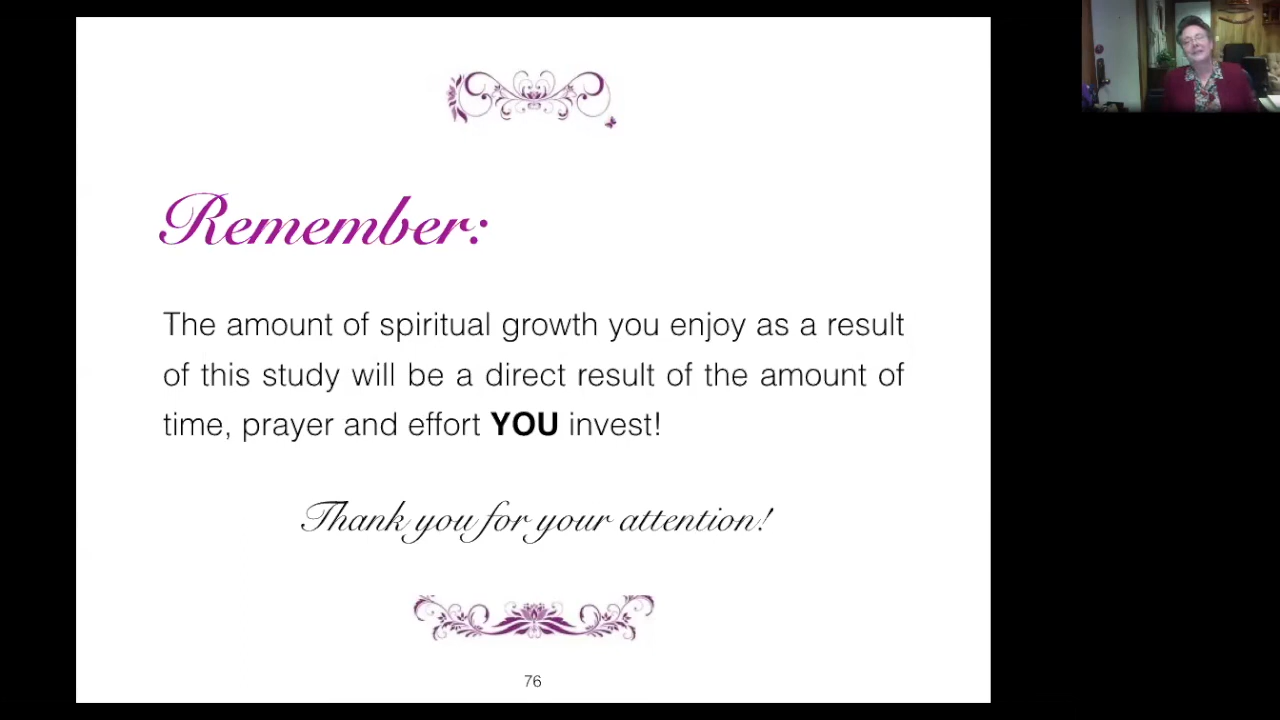 Remember:
The amount of spiritual growth you enjoy as a result
of this study will be a direct result of the amount of
time, prayer and effort YOU invest!
Thank you for your attention!
76